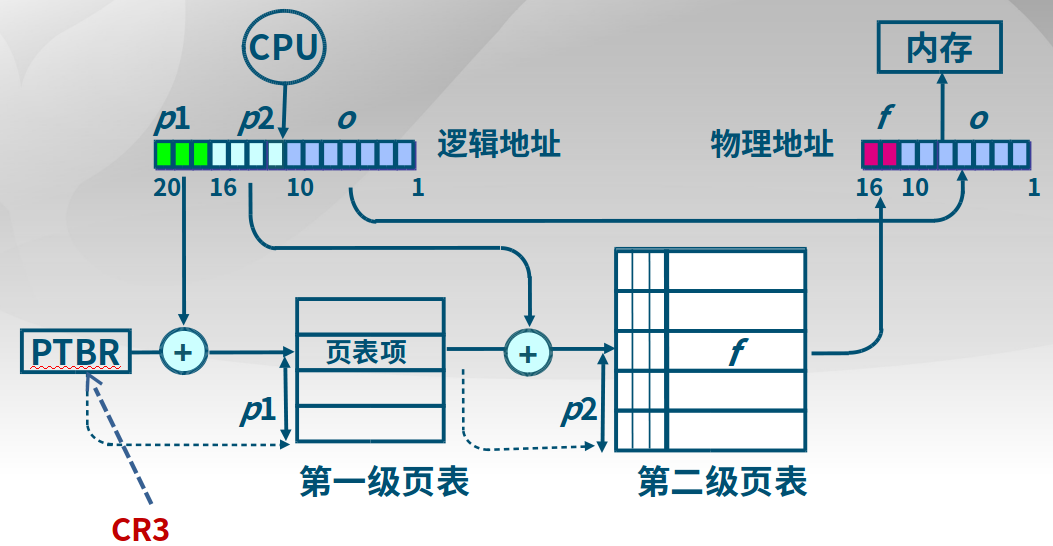 CPU
内存
p1 p2 o
f o
逻辑地址
物理地址
20 16 10 1
16 10 1
PTBR
+
页表项
+
f
p1
p2
第一级页表
第二级页表
CR3